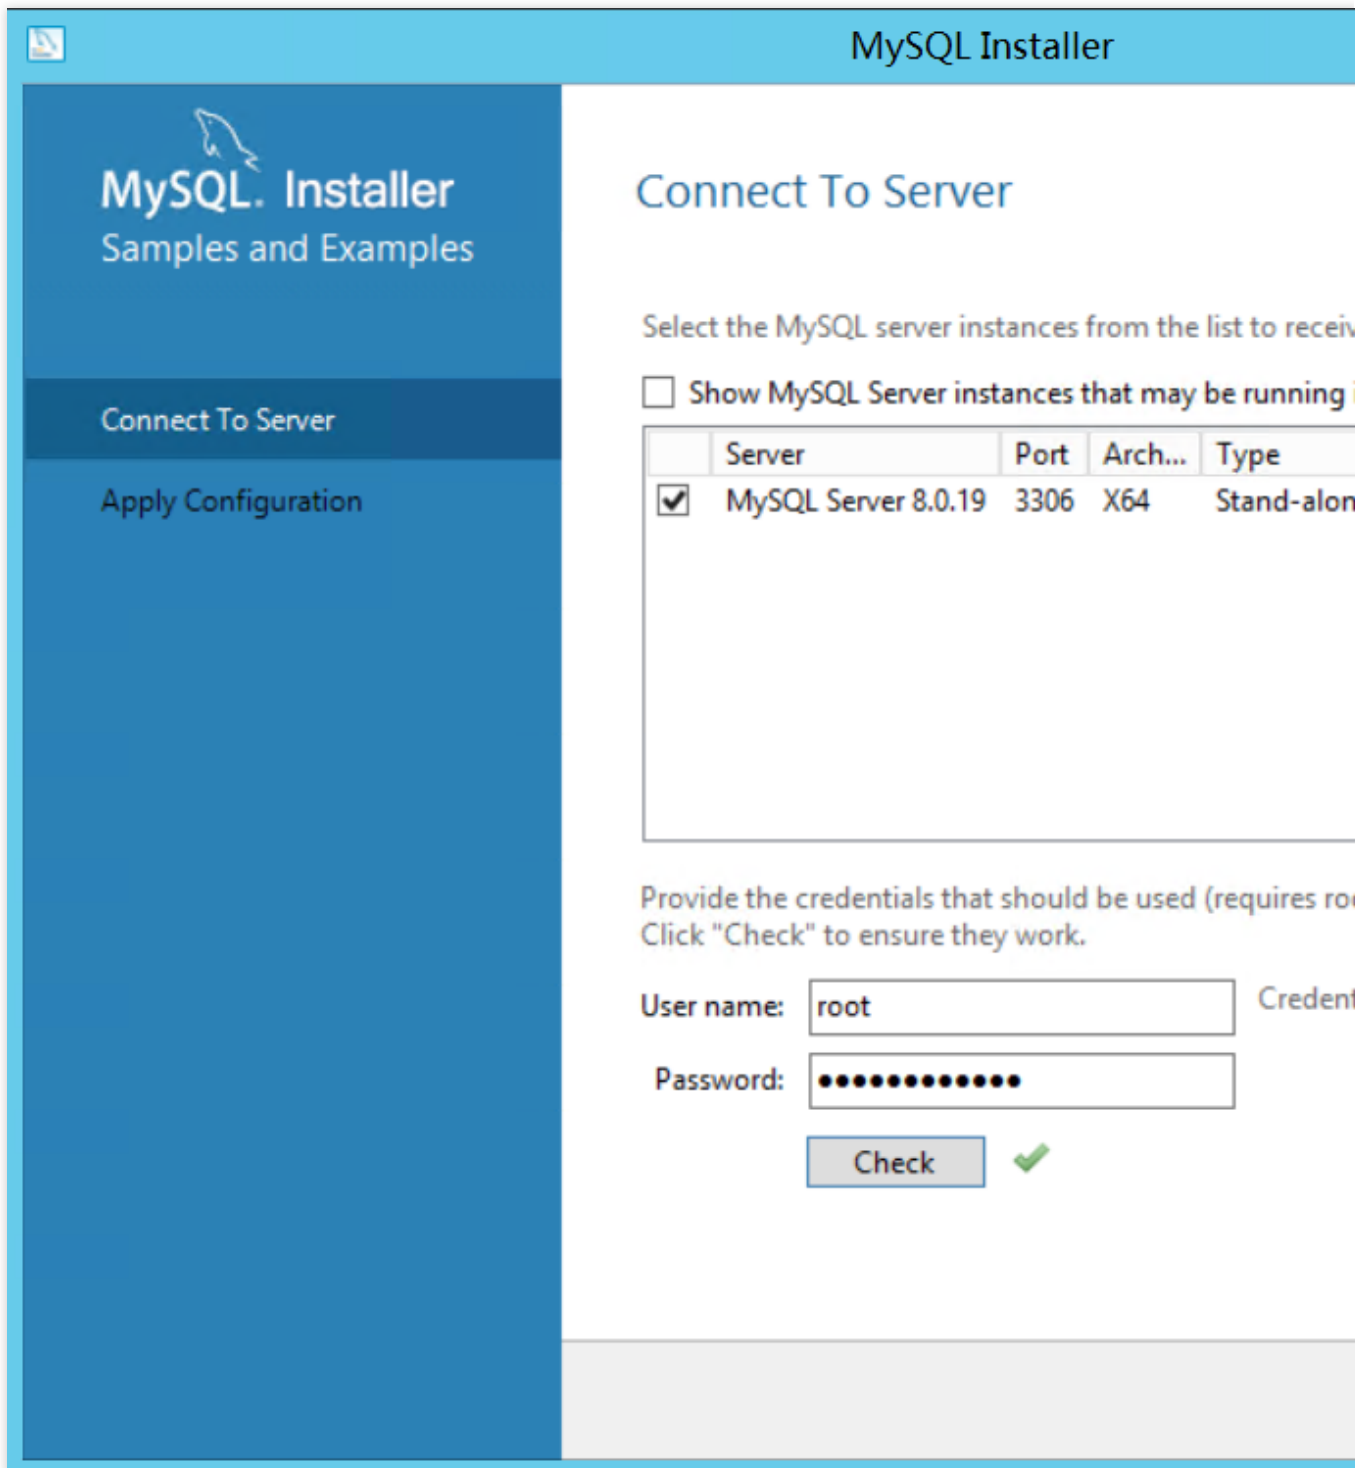 MySQL Installer
MySQL. Installer
Samples and Examples
Connect To Server
Apply Configuration
Connect To Server
Select the MySQL server instances from the list to
Show MySQL Server instances that may be running
Server Port Arch... Type
MySQL Server 8.0.19 3306 X64 Stand-alon
Provide the credentials that should be used (requires
Click "Check" to ensure they work.
User name: root
Password: ●●●●●●●●●●●●
Check